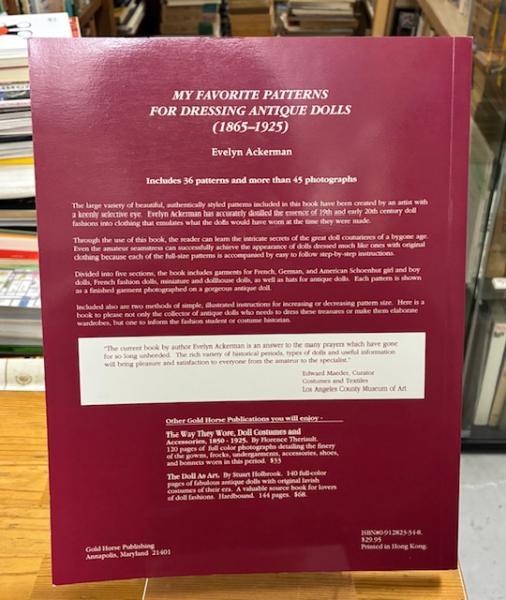 MY FAVORITE PATTERNS
FOR DRESSING ANTIQUE DOLLS
(1865–1925)
Evelyn Ackerman
Includes 36 patterns and more than 45 photographs
The large variety of beautiful, authentically styled patterns included in this book have been created by an artist with
a keenly selective eye. Evelyn Ackerman has accurately distilled the essence of 19th and early 20th century doll
fashions into clothing that emulates what the dolls would have worn at the time they were made.
Through the use of this book, the reader can learn the intricate secrets of the great doll couturieres of a bygone age.
Even the amateur seamstress can successfully achieve the appearance of dolls dressed much like ones with original
clothing because each of the full-size patterns is accompanied by easy to follow step-by-step instructions.
Divided into five sections, the book includes garments for French, German, and American Schoenhut girl and boy
dolls, French fashion dolls, miniature and dollhouse dolls, as well as hats for antique dolls. Each pattern is shown
as a finished garment photographed on a gorgeous antique doll.
Included also are two methods of simple, illustrated instructions for increasing or decreasing pattern size. Here is a
book to please not only the collector of antique dolls who needs to dress these treasures or make them elaborate
wardrobes, but one to inform the fashion student or costume historian.
"The current book by author Evelyn Ackerman is an answer to the many prayers which have gone
for so long unheeded. The rich variety of historical periods, types of dolls and useful information
will bring pleasure and satisfaction to everyone from the amateur to the specialist."
Edward Maeder, Curator
Costumes and Textiles
Los Angeles County Museum of Art
Other Gold Horse Publications you will enjoy -
The Way They Wore, Doll Costumes and
Accessories, 1850 - 1925. By Florence Theriault.
120 pages of full color photographs detailing the finery
of the gowns, frocks, undergarments, accessories, shoes,
and bonnets worn in this period. $33
The Doll As Art. By Stuart Holbrook. 140 full-color
pages of fabulous antique dolls with original lavish
costumes of their era. A valuable source book for lovers
of doll fashions. Hardbound. 144 pages. $68.
Gold Horse Publishing
Annapolis, Maryland 21401
ISBN#0-912823-34-8.
$29.95
Printed in Hong Kong.